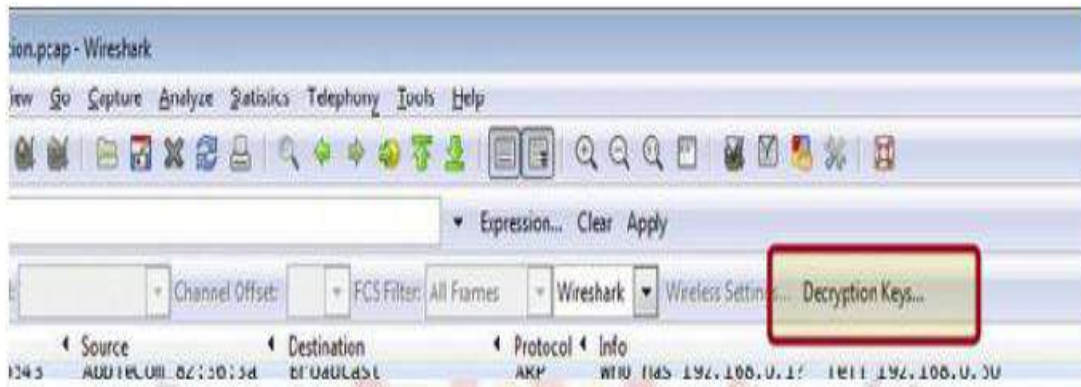 ion.pcap - Wireshark
iew Go Capture Analyze Statistics Telephony Tools Help
Expression... Clear Apply
Channel Offset: FCS Filter: All Frames Wireshark Wireless Settin... Decryption Keys...
Source Destination Protocol Info
Broadcast ARP who has 192.168.0.1? Tell 192.168.0.50